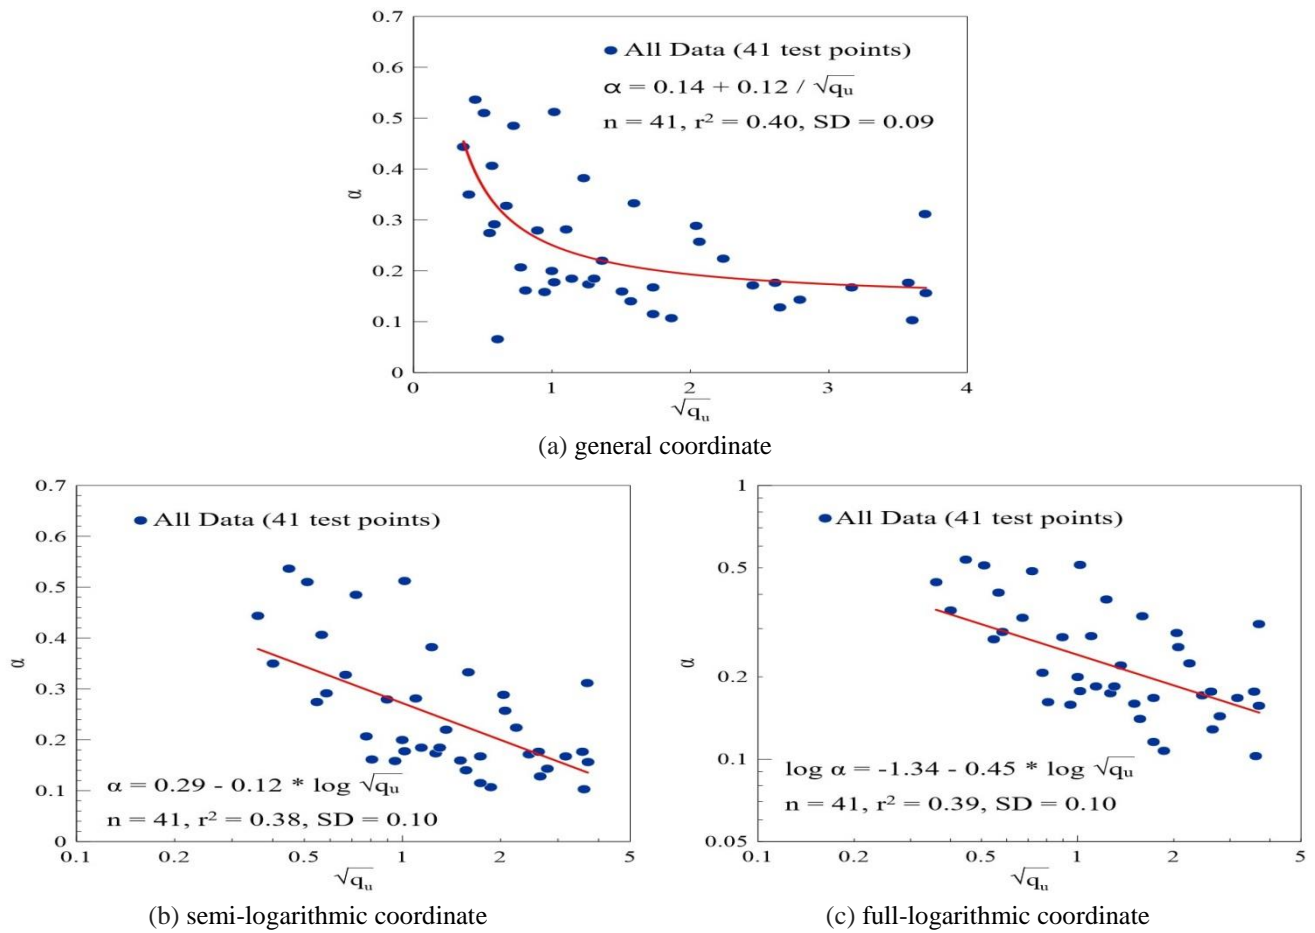 0.7
0.6
0.5
0.4
0.3
0.2
0.1
0
α
● All Data (41 test points)
α = 0.14 + 0.12 / √qᵤ
n = 41, r² = 0.40, SD = 0.09
0 1 2 3 4
√qᵤ
(a) general coordinate
0.7
0.6
0.5
0.4
0.3
0.2
0.1
0
α
● All Data (41 test points)
α = 0.29 - 0.12 * log √qᵤ
n = 41, r² = 0.38, SD = 0.10
0.1 0.2 0.5 1 2 5
√qᵤ
(b) semi-logarithmic coordinate
1
0.5
0.2
0.1
0.05
α
● All Data (41 test points)
log α = -1.34 - 0.45 * log √qᵤ
n = 41, r² = 0.39, SD = 0.10
0.1 0.2 0.5 1 2 5
√qᵤ
(c) full-logarithmic coordinate